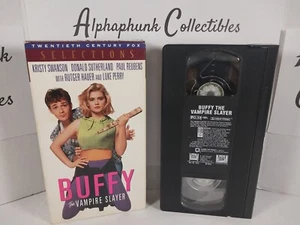 Alphaphunk Collectibles
TWENTIETH CENTURY FOX
SELECTIONS
KRISTY SWANSON DONALD SUTHERLAND PAUL REUBENS
WITH RUTGER HAUER AND LUKE PERRY
BUFFY
THE VAMPIRE SLAYER
BUFFY THE
VAMPIRE SLAYER